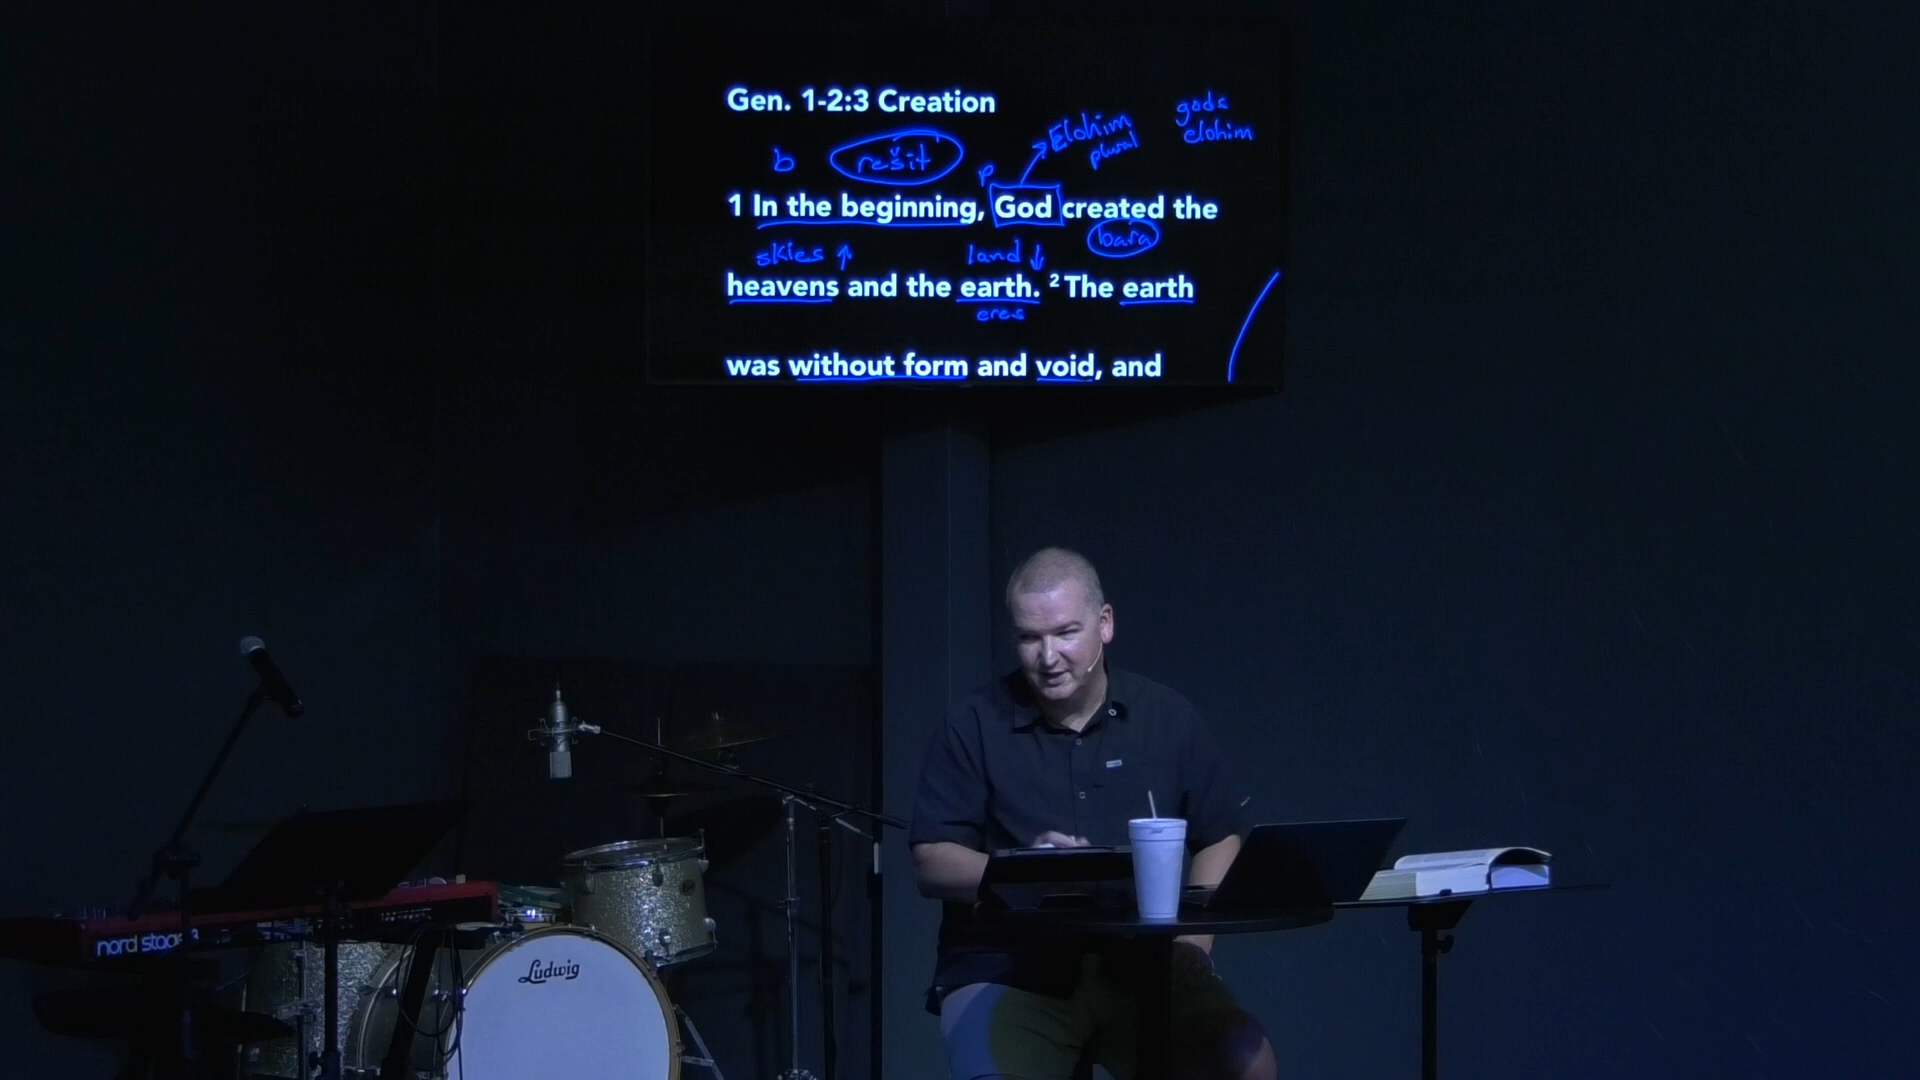 Gen. 1-2:3 Creation
gods
elohim
Elohim
plural
b rešit p
1 In the beginning, God created the
skies land bara
heavens and the earth. ² The earth
eres
was without form and void, and
nord stage 3
Ludwig